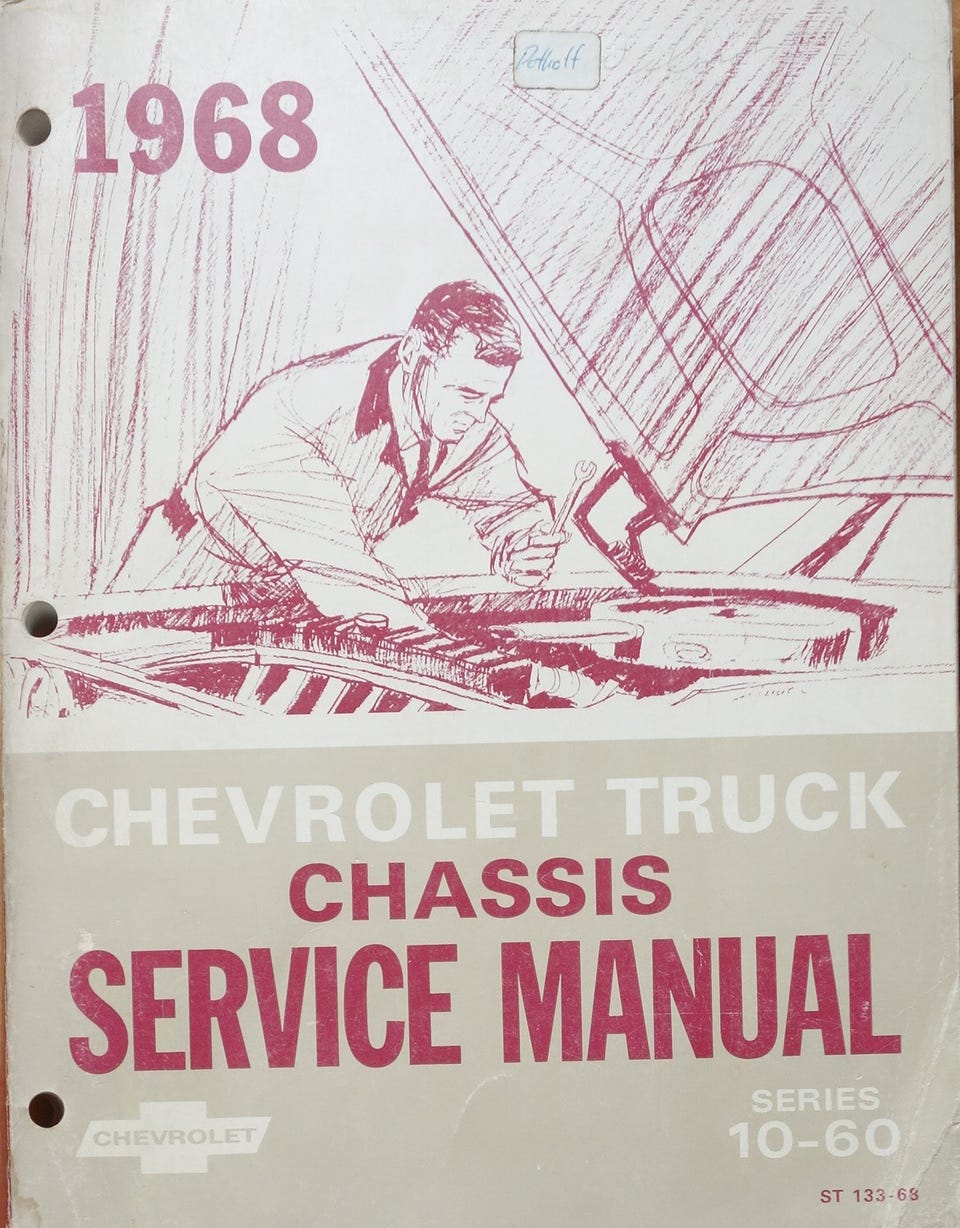 1968
CHEVROLET TRUCK
CHASSIS
SERVICE MANUAL
CHEVROLET
SERIES
10-60
ST 133-68